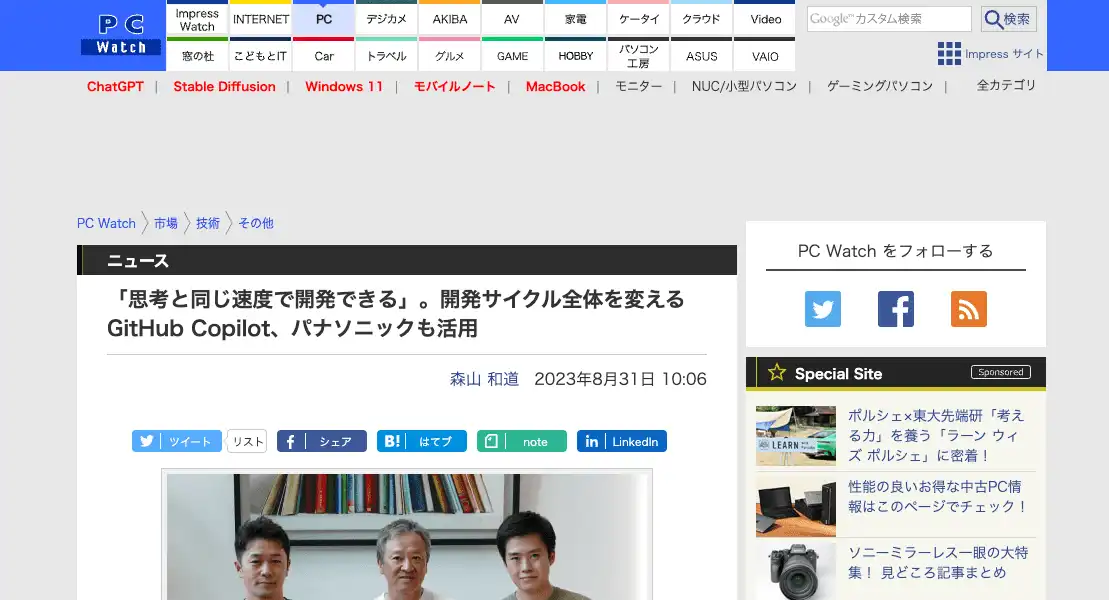 PC Watch
Impress Watch
INTERNET
PC
デジカメ
AKIBA
AV
家電
ケータイ
クラウド
Video
窓の杜
こどもとIT
Car
トラベル
グルメ
GAME
HOBBY
パソコン工房
ASUS
VAIO
Google™カスタム検索
検索
Impress サイト
ChatGPT | Stable Diffusion | Windows 11 | モバイルノート | MacBook | モニター | NUC/小型パソコン | ゲーミングパソコン | 全カテゴリ
PC Watch 市場 技術 その他
ニュース
「思考と同じ速度で開発できる」。開発サイクル全体を変える
GitHub Copilot、パナソニックも活用
森山 和道 2023年8月31日 10:06
ツイート
リスト
シェア
B! はてブ
note
in LinkedIn
PC Watch をフォローする
Special Site
Sponsored
LEARN
ポルシェ×東大先端研「考え
る力」を養う「ラーン ウィ
ズ ポルシェ」に密着！
性能の良いお得な中古PC情
報はこのページでチェック！
ソニーミラーレス一眼の大特
集！ 見どころ記事まとめ